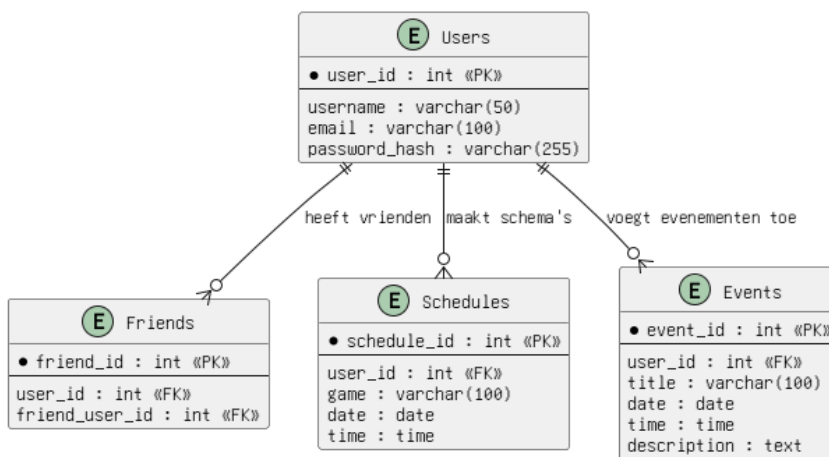 E Users
● user_id : int «PK»
username : varchar(50)
email : varchar(100)
password_hash : varchar(255)
heeft vrienden
maakt schema's
voegt evenementen toe
E Friends
● friend_id : int «PK»
user_id : int «FK»
friend_user_id : int «FK»
E Schedules
● schedule_id : int «PK»
user_id : int «FK»
game : varchar(100)
date : date
time : time
E Events
● event_id : int «PK»
user_id : int «FK»
title : varchar(100)
date : date
time : time
description : text